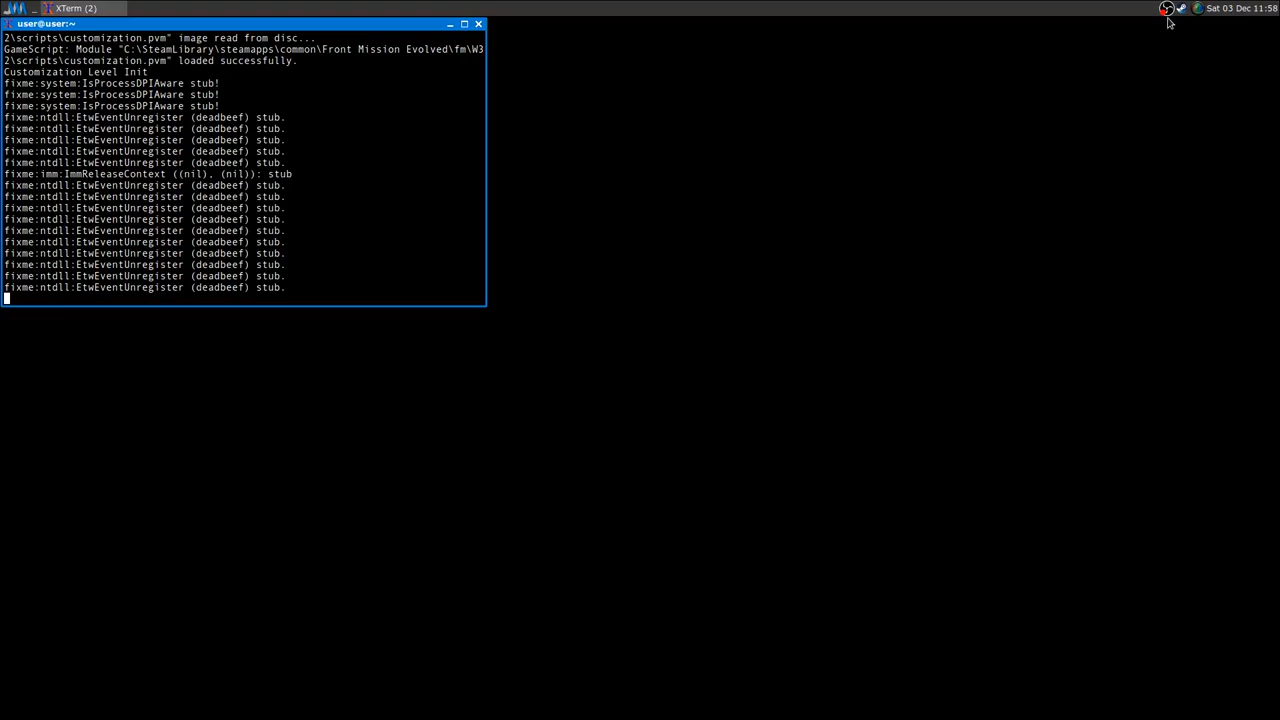 XTerm (2)
Sat 03 Dec 11:58
user@user:~
2\scripts\customization.pvm" image read from disc...
GameScript: Module "C:\SteamLibrary\steamapps\common\Front Mission Evolved\fm\W3
2\scripts\customization.pvm" loaded successfully.
Customization Level Init
fixme:system:IsProcessDPIAware stub!
fixme:system:IsProcessDPIAware stub!
fixme:system:IsProcessDPIAware stub!
fixme:ntdll:EtwEventUnregister (deadbeef) stub.
fixme:ntdll:EtwEventUnregister (deadbeef) stub.
fixme:ntdll:EtwEventUnregister (deadbeef) stub.
fixme:ntdll:EtwEventUnregister (deadbeef) stub.
fixme:ntdll:EtwEventUnregister (deadbeef) stub.
fixme:imm:ImmReleaseContext ((nil), (nil)): stub
fixme:ntdll:EtwEventUnregister (deadbeef) stub.
fixme:ntdll:EtwEventUnregister (deadbeef) stub.
fixme:ntdll:EtwEventUnregister (deadbeef) stub.
fixme:ntdll:EtwEventUnregister (deadbeef) stub.
fixme:ntdll:EtwEventUnregister (deadbeef) stub.
fixme:ntdll:EtwEventUnregister (deadbeef) stub.
fixme:ntdll:EtwEventUnregister (deadbeef) stub.
fixme:ntdll:EtwEventUnregister (deadbeef) stub.
fixme:ntdll:EtwEventUnregister (deadbeef) stub.
fixme:ntdll:EtwEventUnregister (deadbeef) stub.